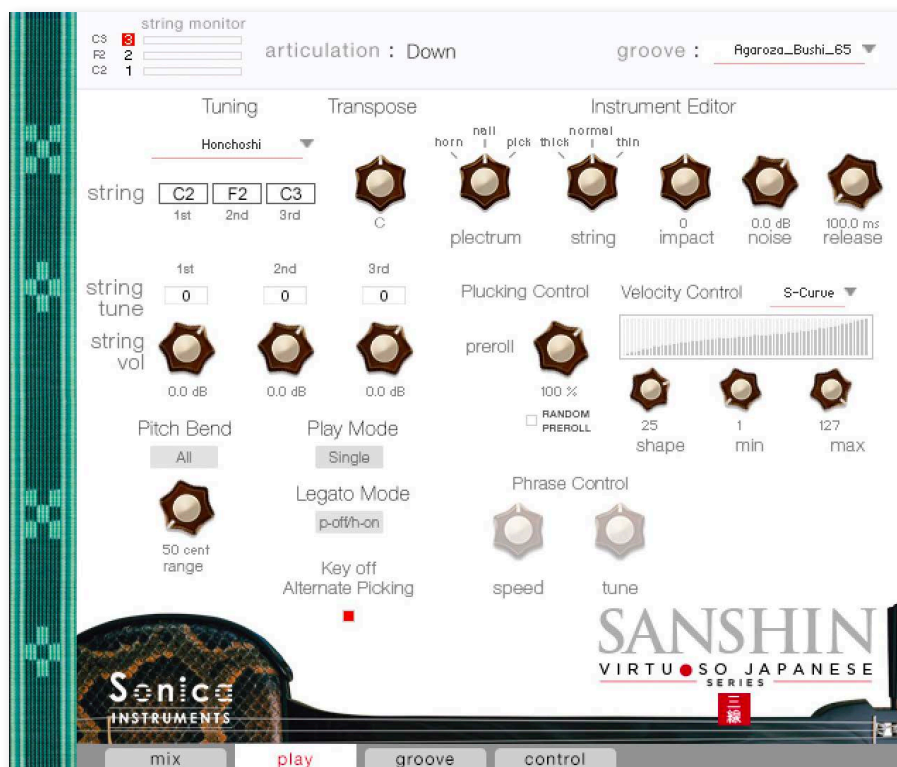 string monitor
C3 3
F2 2
C2 1
articulation : Down
groove : Agaroza_Bushi_65
Tuning
Transpose
Instrument Editor
Honchoshi
horn nail pick
thick normal thin
string C2 F2 C3
1st 2nd 3rd
C
plectrum
string
0
impact
0.0 dB
noise
100.0 ms
release
1st 2nd 3rd
string tune 0 0 0
string vol
0.0 dB 0.0 dB 0.0 dB
Plucking Control
preroll
100 %
RANDOM
PREROLL
Velocity Control S-Curve
25 1 127
shape min max
Pitch Bend
All
50 cent
range
Play Mode
Single
Legato Mode
p-off/h-on
Key off
Alternate Picking
Phrase Control
speed tune
SANSHIN
VIRTUOSO JAPANESE
SERIES
三線
Sonica
INSTRUMENTS
mix play groove control